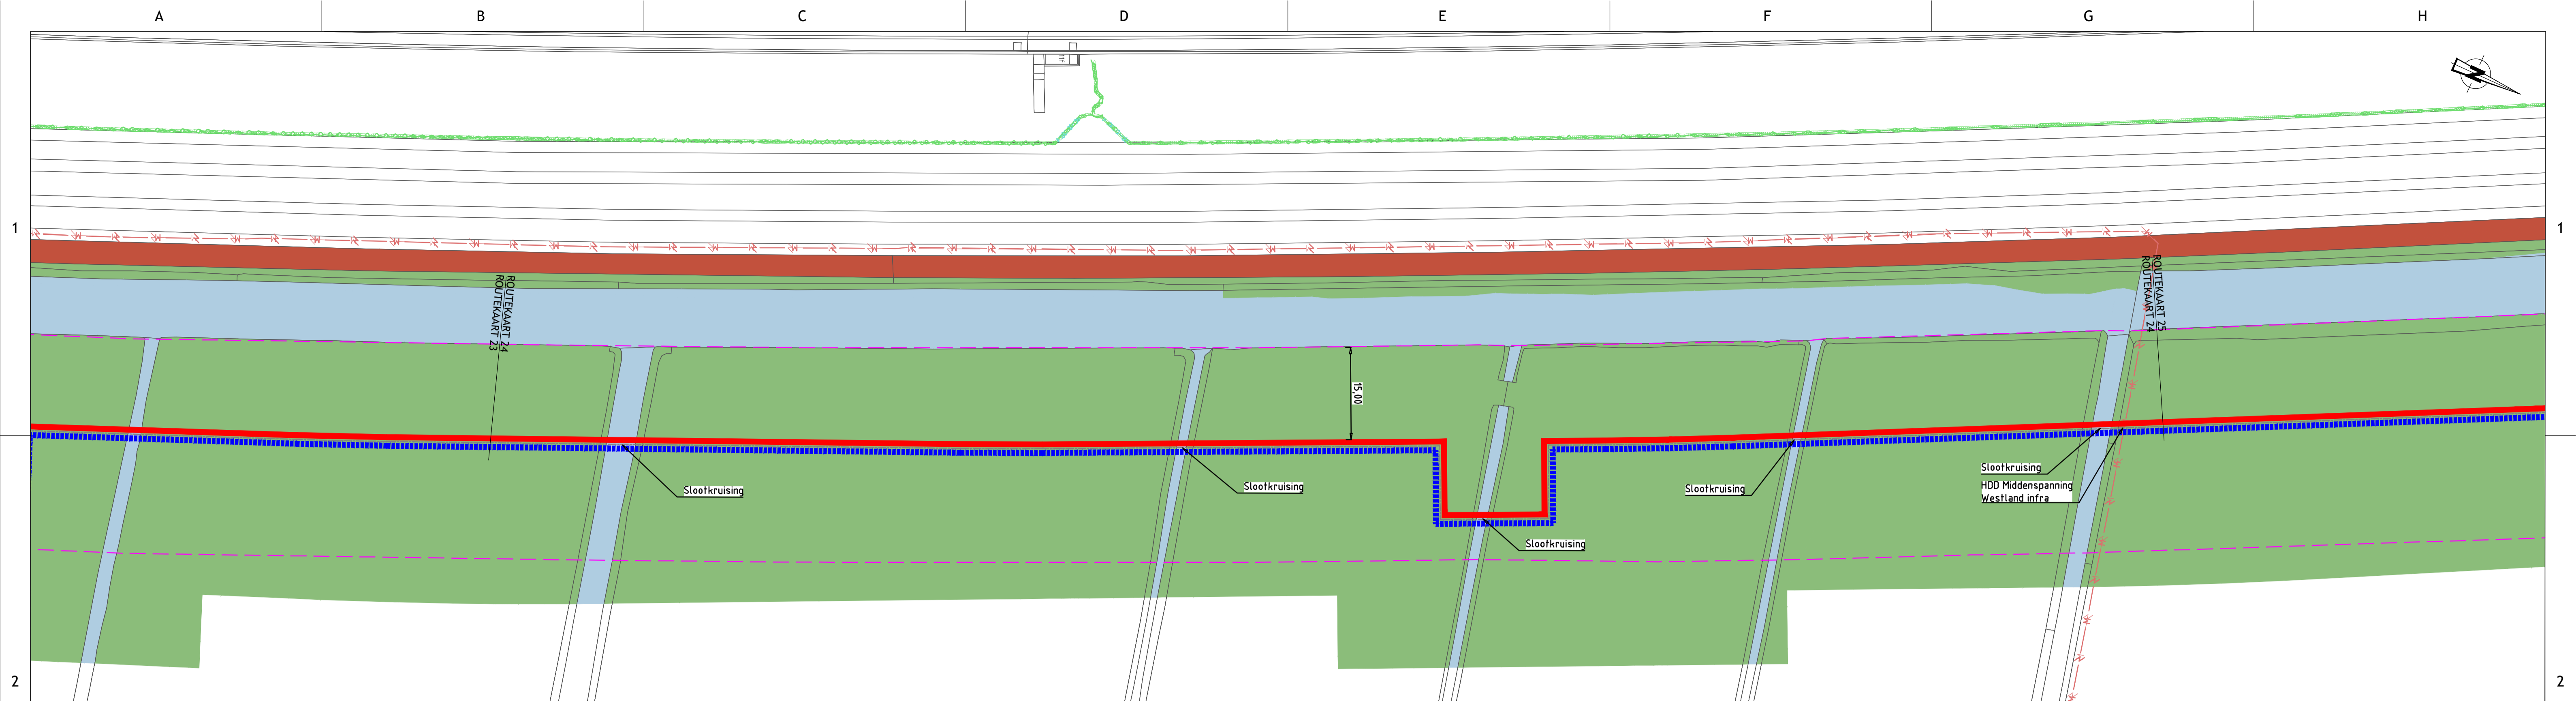 A B C D E F G H
N
1 1
ROUTEKAART 24
ROUTEKAART 23
ROUTEKAART 25
ROUTEKAART 24
15,00
Slootkruising
Slootkruising
Slootkruising
Slootkruising
Slootkruising
HDD Middenspanning
Westland infra
2 2